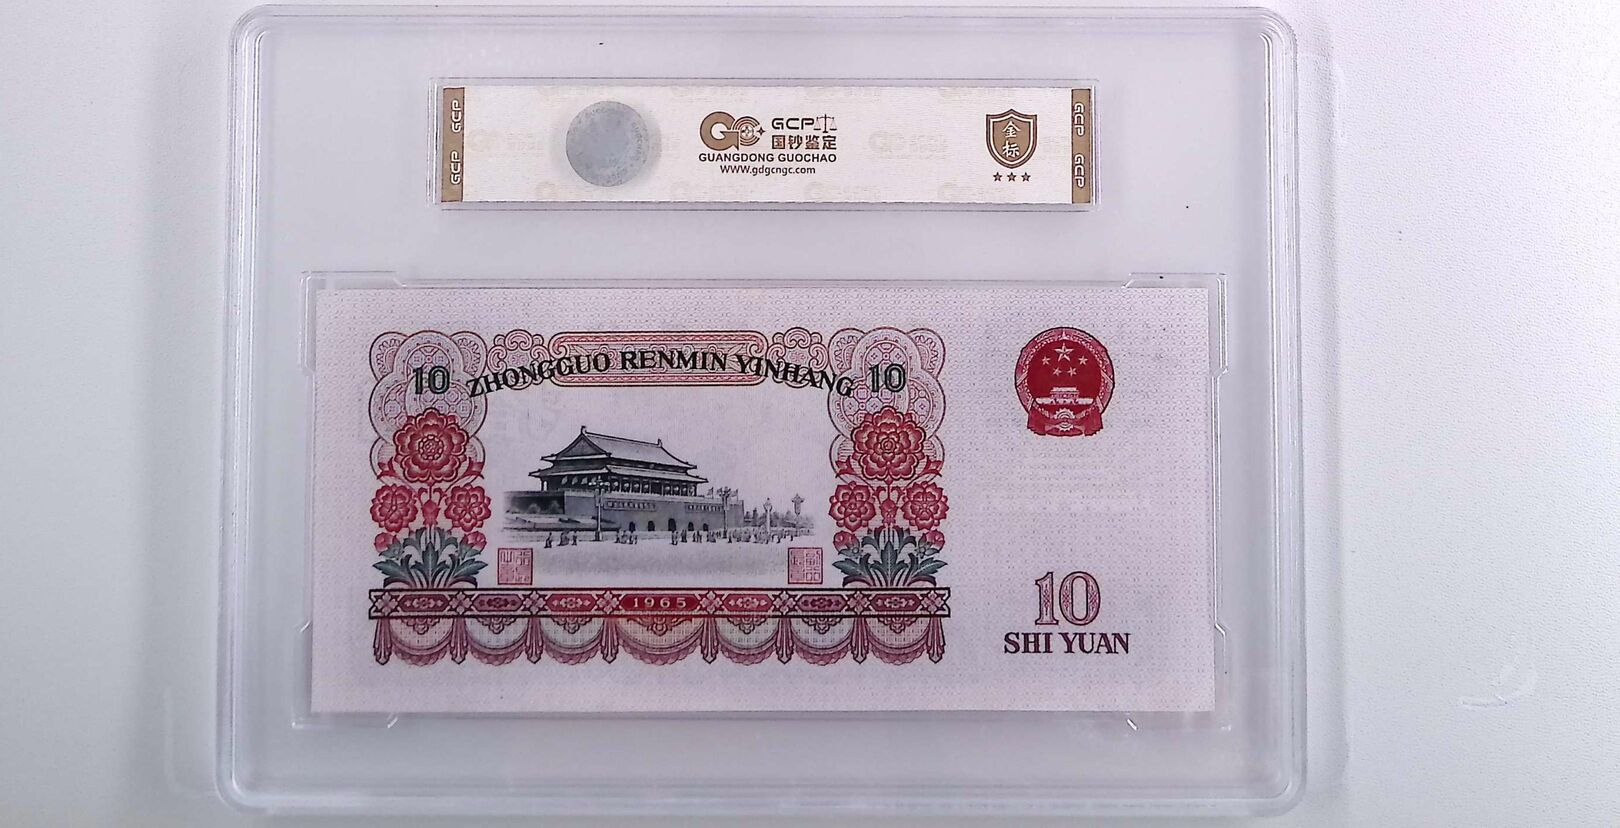 GCP GCP
GCP
国钞鉴定
GUANGDONG GUOCHAO
www.gdgcngc.com
金标
GCP GCP
10 ZHONGGUO RENMIN YINHANG 10
1965
10
SHI YUAN